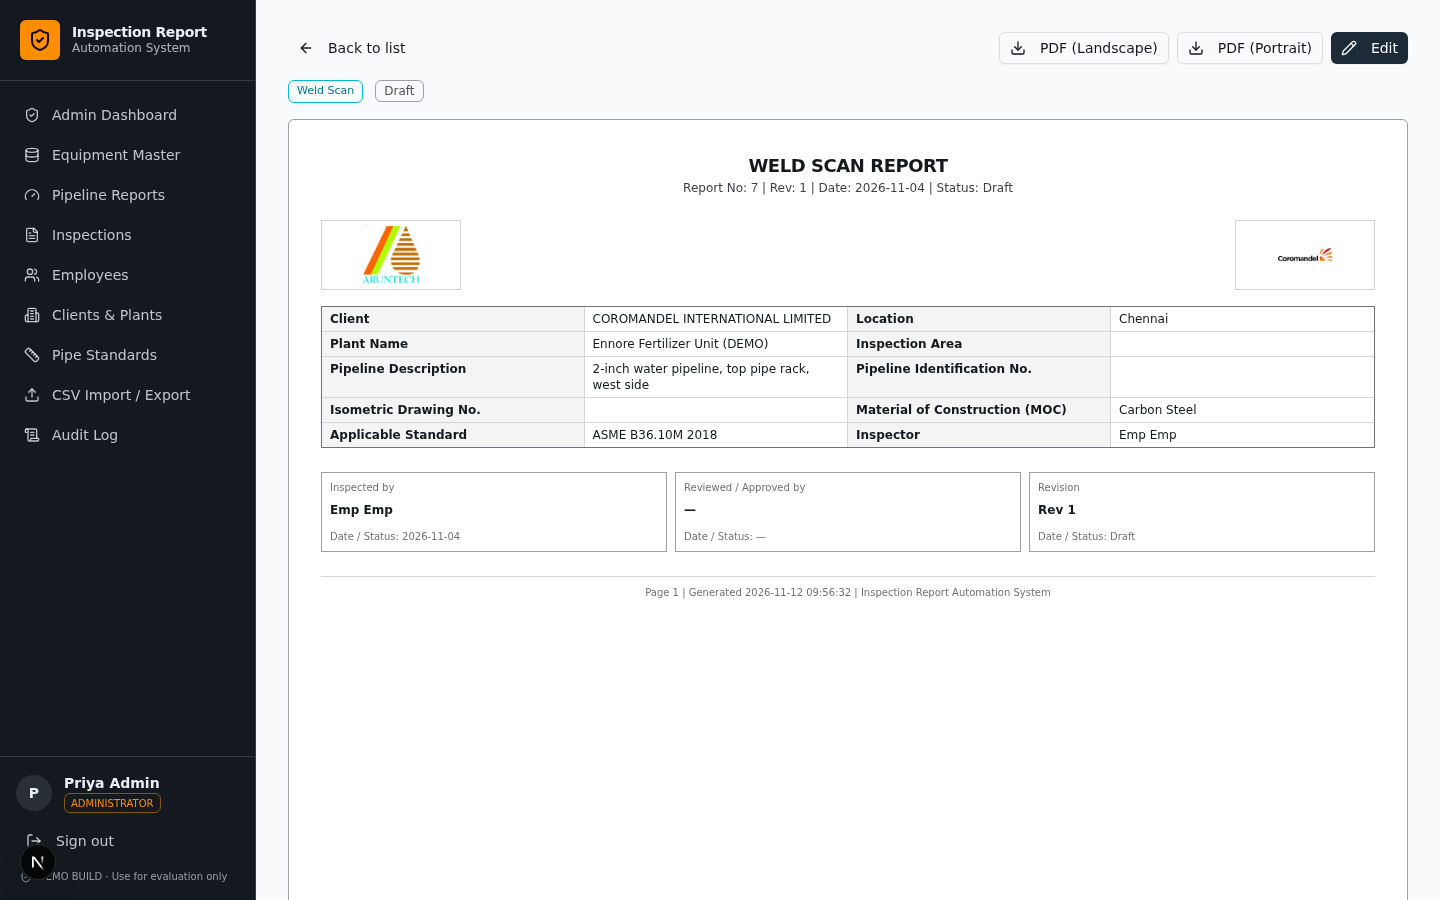 Inspection Report
Automation System
Admin Dashboard
Equipment Master
Pipeline Reports
Inspections
Employees
Clients & Plants
Pipe Standards
CSV Import / Export
Audit Log
P
Priya Admin
ADMINISTRATOR
Sign out
N
MO BUILD · Use for evaluation only
Back to list
PDF (Landscape)
PDF (Portrait)
Edit
Weld Scan
Draft
WELD SCAN REPORT
Report No: 7 | Rev: 1 | Date: 2026-11-04 | Status: Draft
ARUNTECH
Coromandel
Client COROMANDEL INTERNATIONAL LIMITED Location Chennai
Plant Name Ennore Fertilizer Unit (DEMO) Inspection Area
Pipeline Description 2-inch water pipeline, top pipe rack, Pipeline Identification No.
west side
Isometric Drawing No. Material of Construction (MOC) Carbon Steel
Applicable Standard ASME B36.10M 2018 Inspector Emp Emp
Inspected by
Emp Emp
Date / Status: 2026-11-04
Reviewed / Approved by
—
Date / Status: —
Revision
Rev 1
Date / Status: Draft
Page 1 | Generated 2026-11-12 09:56:32 | Inspection Report Automation System